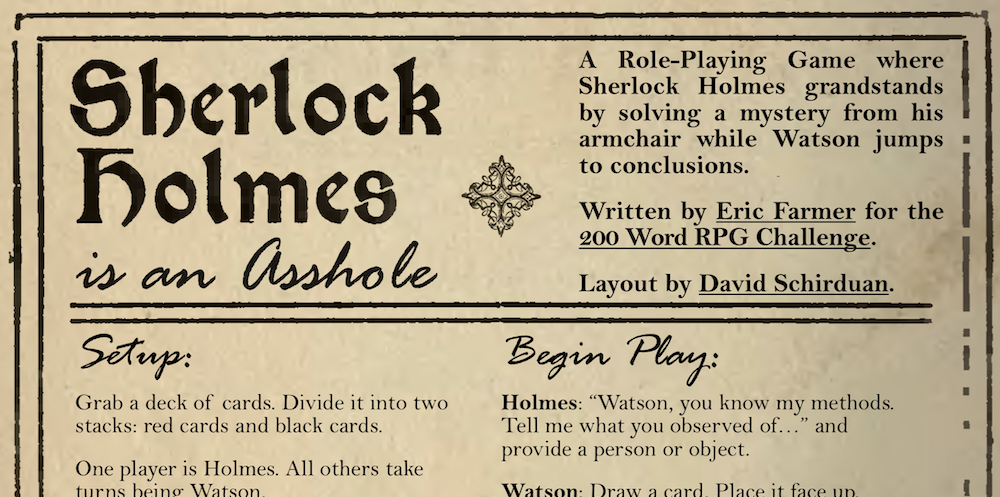 Sherlock
Holmes
is an Asshole
A Role-Playing Game where
Sherlock Holmes grandstands
by solving a mystery from his
armchair while Watson jumps
to conclusions.
Written by Eric Farmer for the
200 Word RPG Challenge.
Layout by David Schirduan.
Setup:
Grab a deck of cards. Divide it into two
stacks: red cards and black cards.
One player is Holmes. All others take
turns being Watson.
Begin Play:
Holmes: “Watson, you know my methods.
Tell me what you observed of…” and
provide a person or object.
Watson: Draw a card. Place it face up.